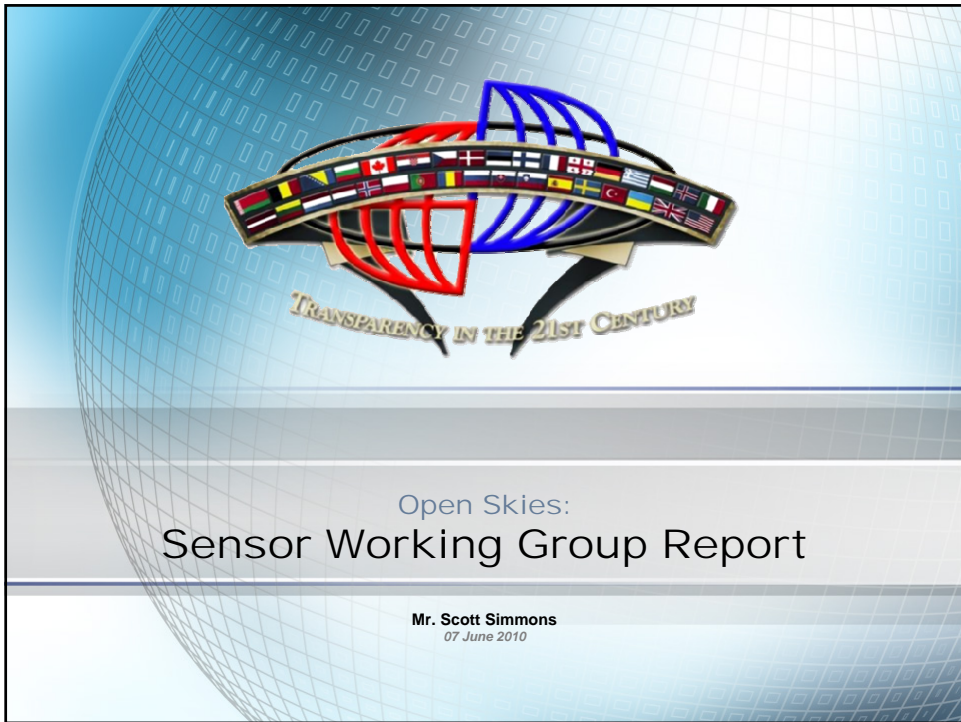 TRANSPARENCY IN THE 21ST CENTURY
Open Skies:
Sensor Working Group Report
Mr. Scott Simmons
07 June 2010